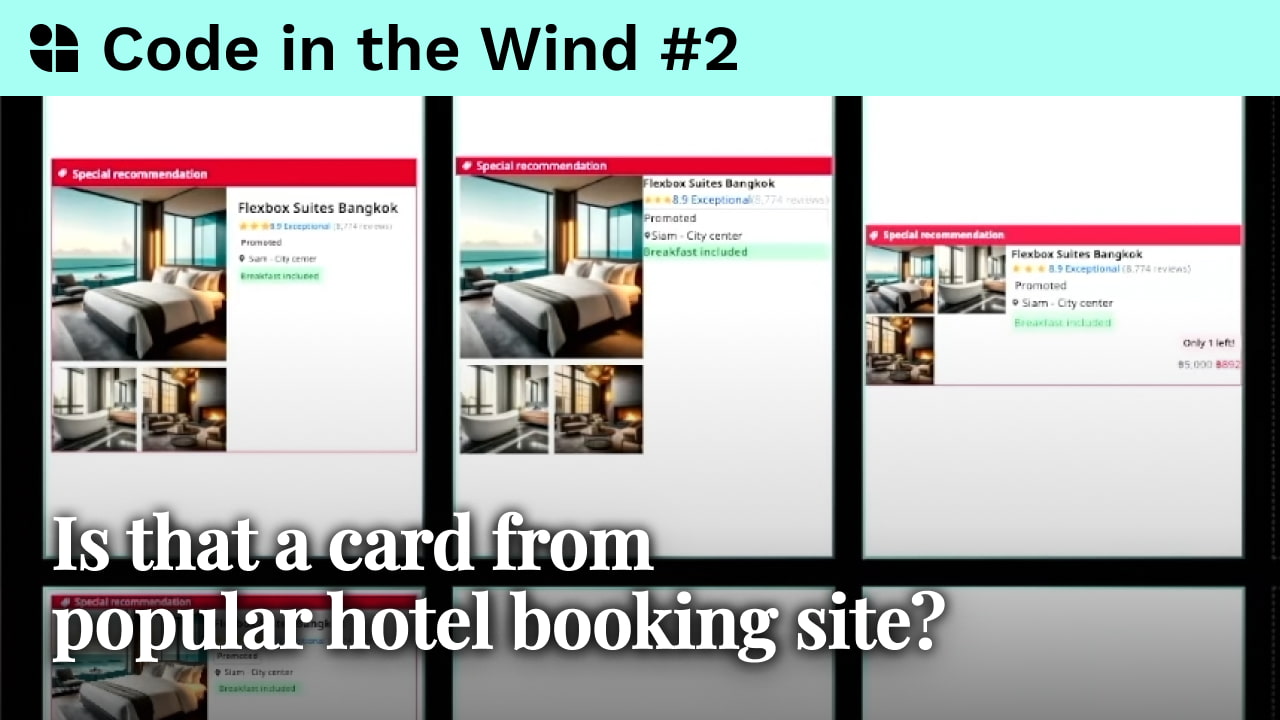 Code in the Wind #2
Special recommendation
Flexbox Suites Bangkok
8.9 Exceptional (8,774 reviews)
Promoted
Siam - City center
Breakfast included
Special recommendation
Flexbox Suites Bangkok
8.9 Exceptional (8,774 reviews)
Promoted
Siam - City center
Breakfast included
Special recommendation
Flexbox Suites Bangkok
8.9 Exceptional (8,774 reviews)
Promoted
Siam - City center
Breakfast included
Only 1 left!
฿5,000 ฿892
Is that a card from
popular hotel booking site?
Special recommendation
Promoted
Siam - City center
Breakfast included